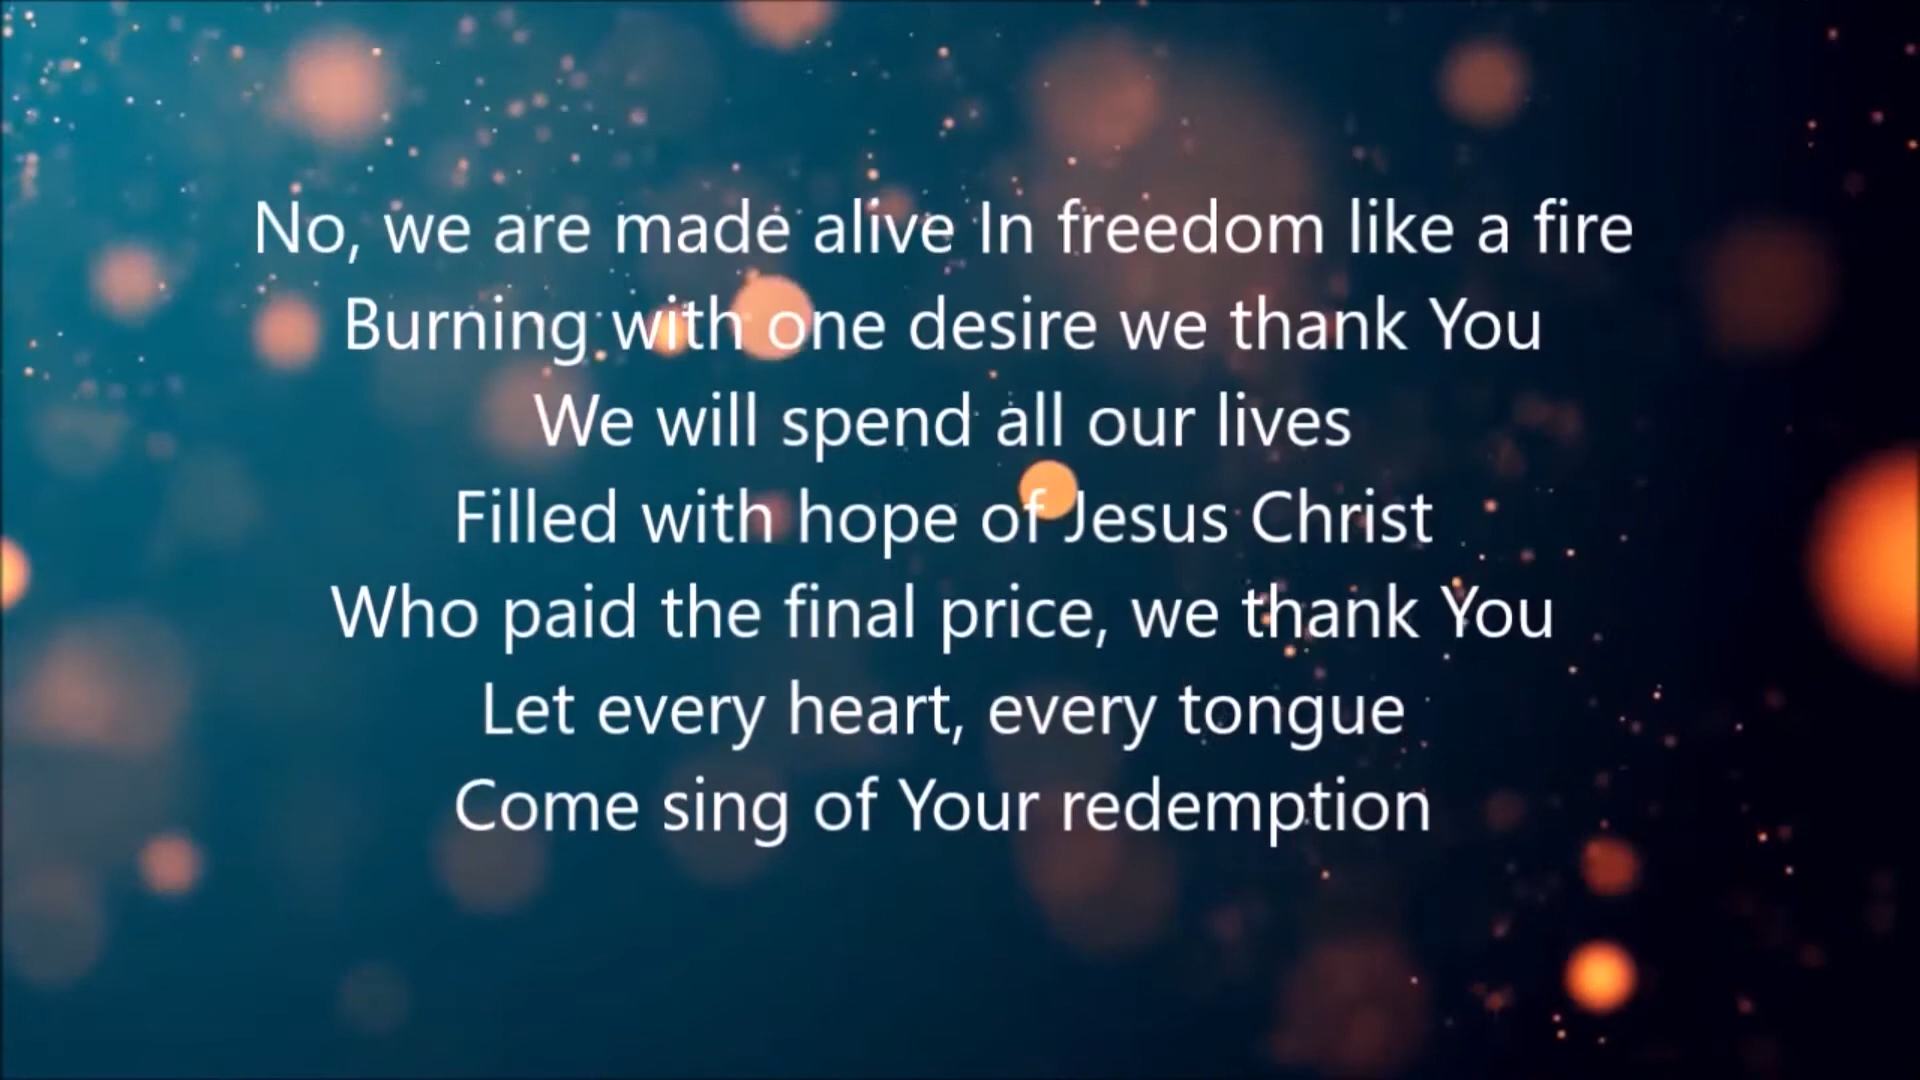 No, we are made alive In freedom like a fire
Burning with one desire we thank You
We will spend all our lives
Filled with hope of Jesus Christ
Who paid the final price, we thank You
Let every heart, every tongue
Come sing of Your redemption